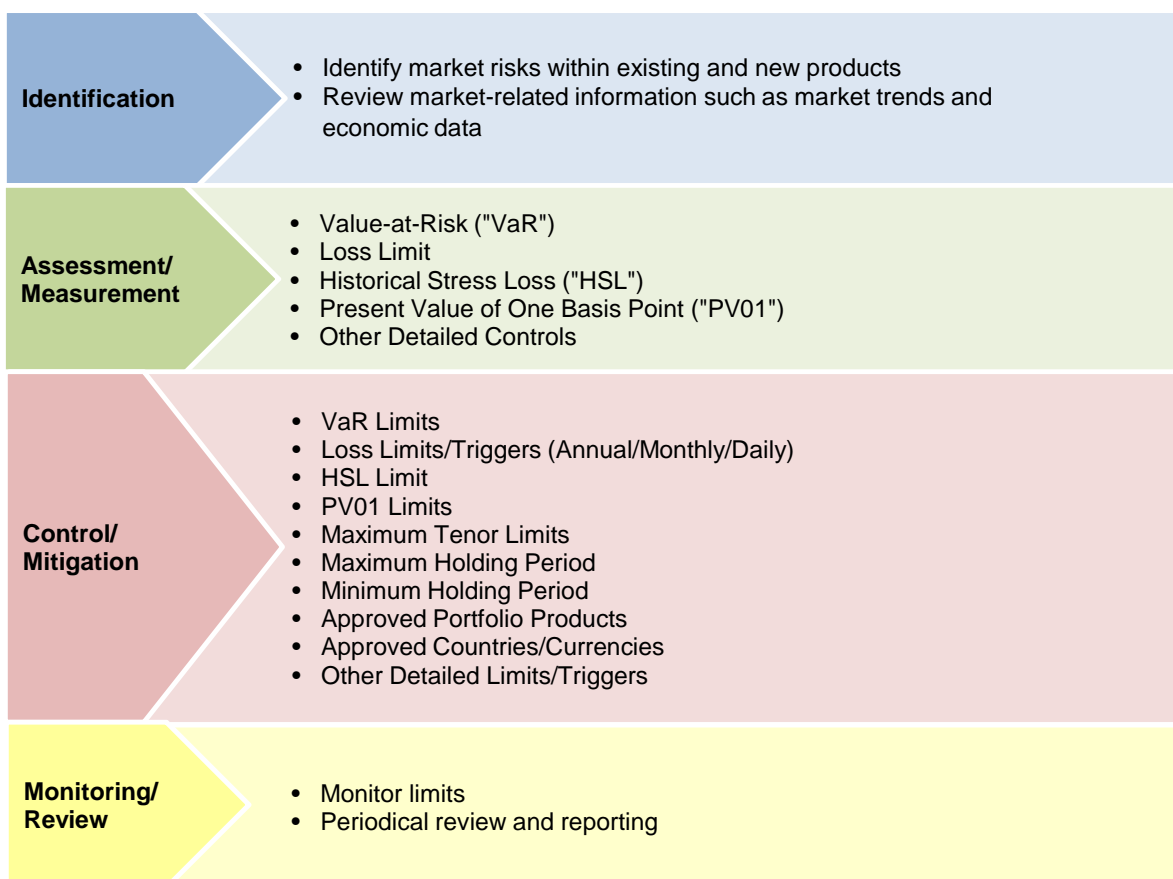 Identification
• Identify market risks within existing and new products
• Review market-related information such as market trends and
economic data
Assessment/
Measurement
• Value-at-Risk ("VaR")
• Loss Limit
• Historical Stress Loss ("HSL")
• Present Value of One Basis Point ("PV01")
• Other Detailed Controls
Control/
Mitigation
• VaR Limits
• Loss Limits/Triggers (Annual/Monthly/Daily)
• HSL Limit
• PV01 Limits
• Maximum Tenor Limits
• Maximum Holding Period
• Minimum Holding Period
• Approved Portfolio Products
• Approved Countries/Currencies
• Other Detailed Limits/Triggers
Monitoring/
Review
• Monitor limits
• Periodical review and reporting